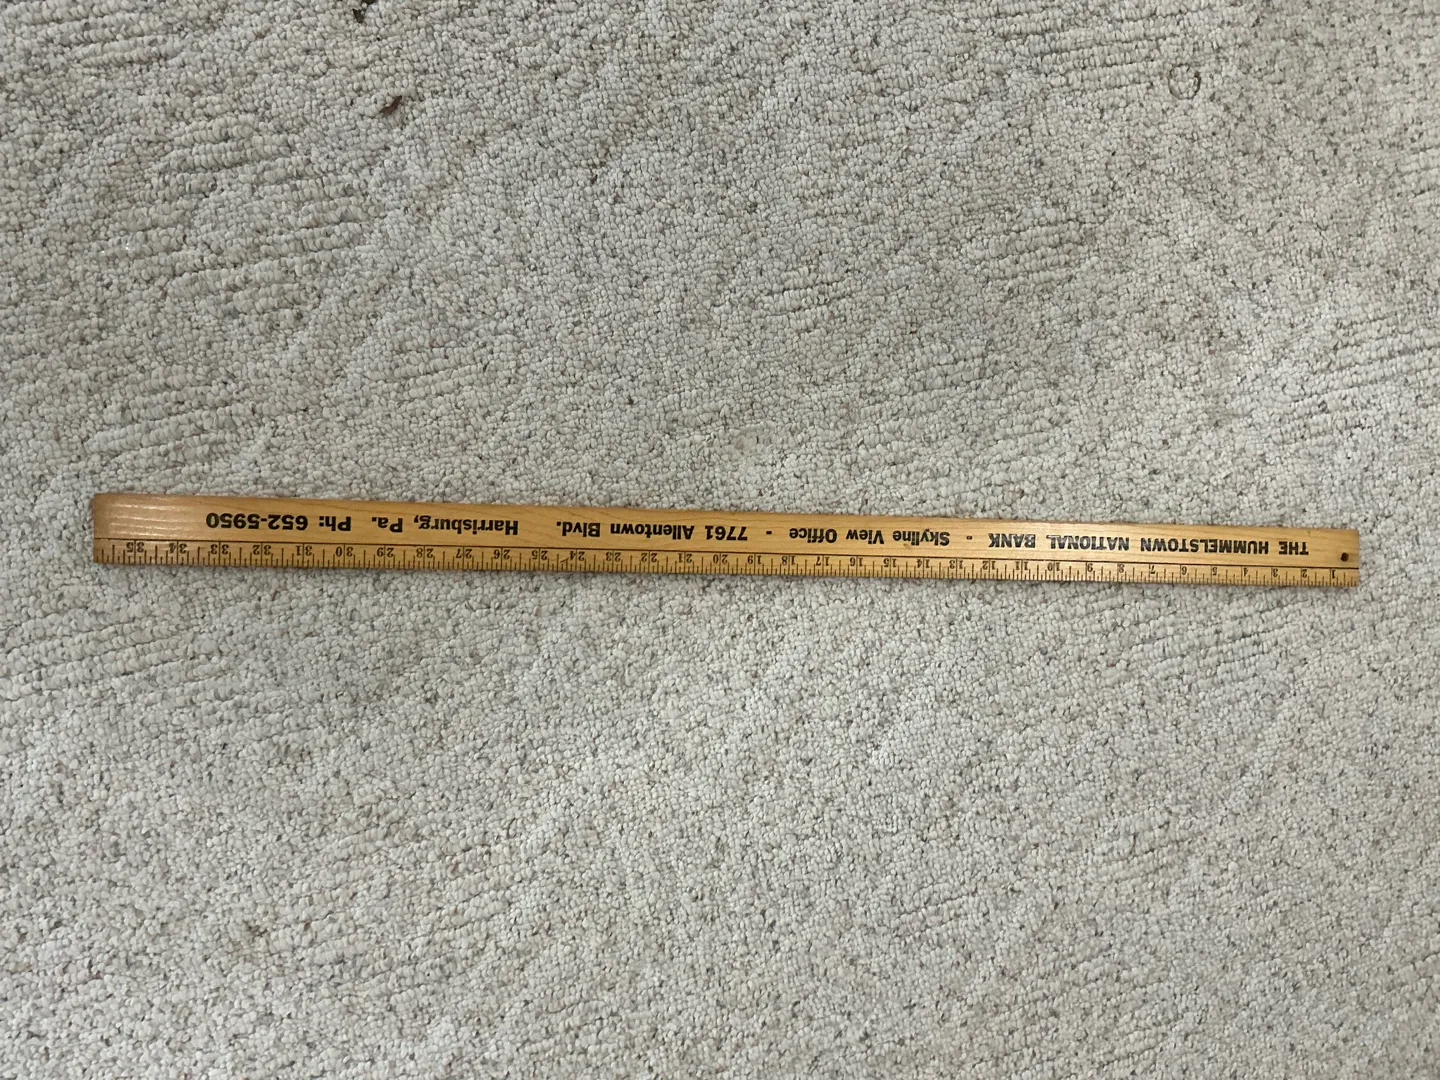 THE HUMMELSTOWN NATIONAL BANK - Skyline View Office - 7761 Allentown Blvd. Harrisburg, Pa. Ph: 652-5950
1 2 3 4 5 6 7 8 9 10 11 12 13 14 15 16 17 18 19 20 21 22 23 24 25 26 27 28 29 30 31 32 33 34 35